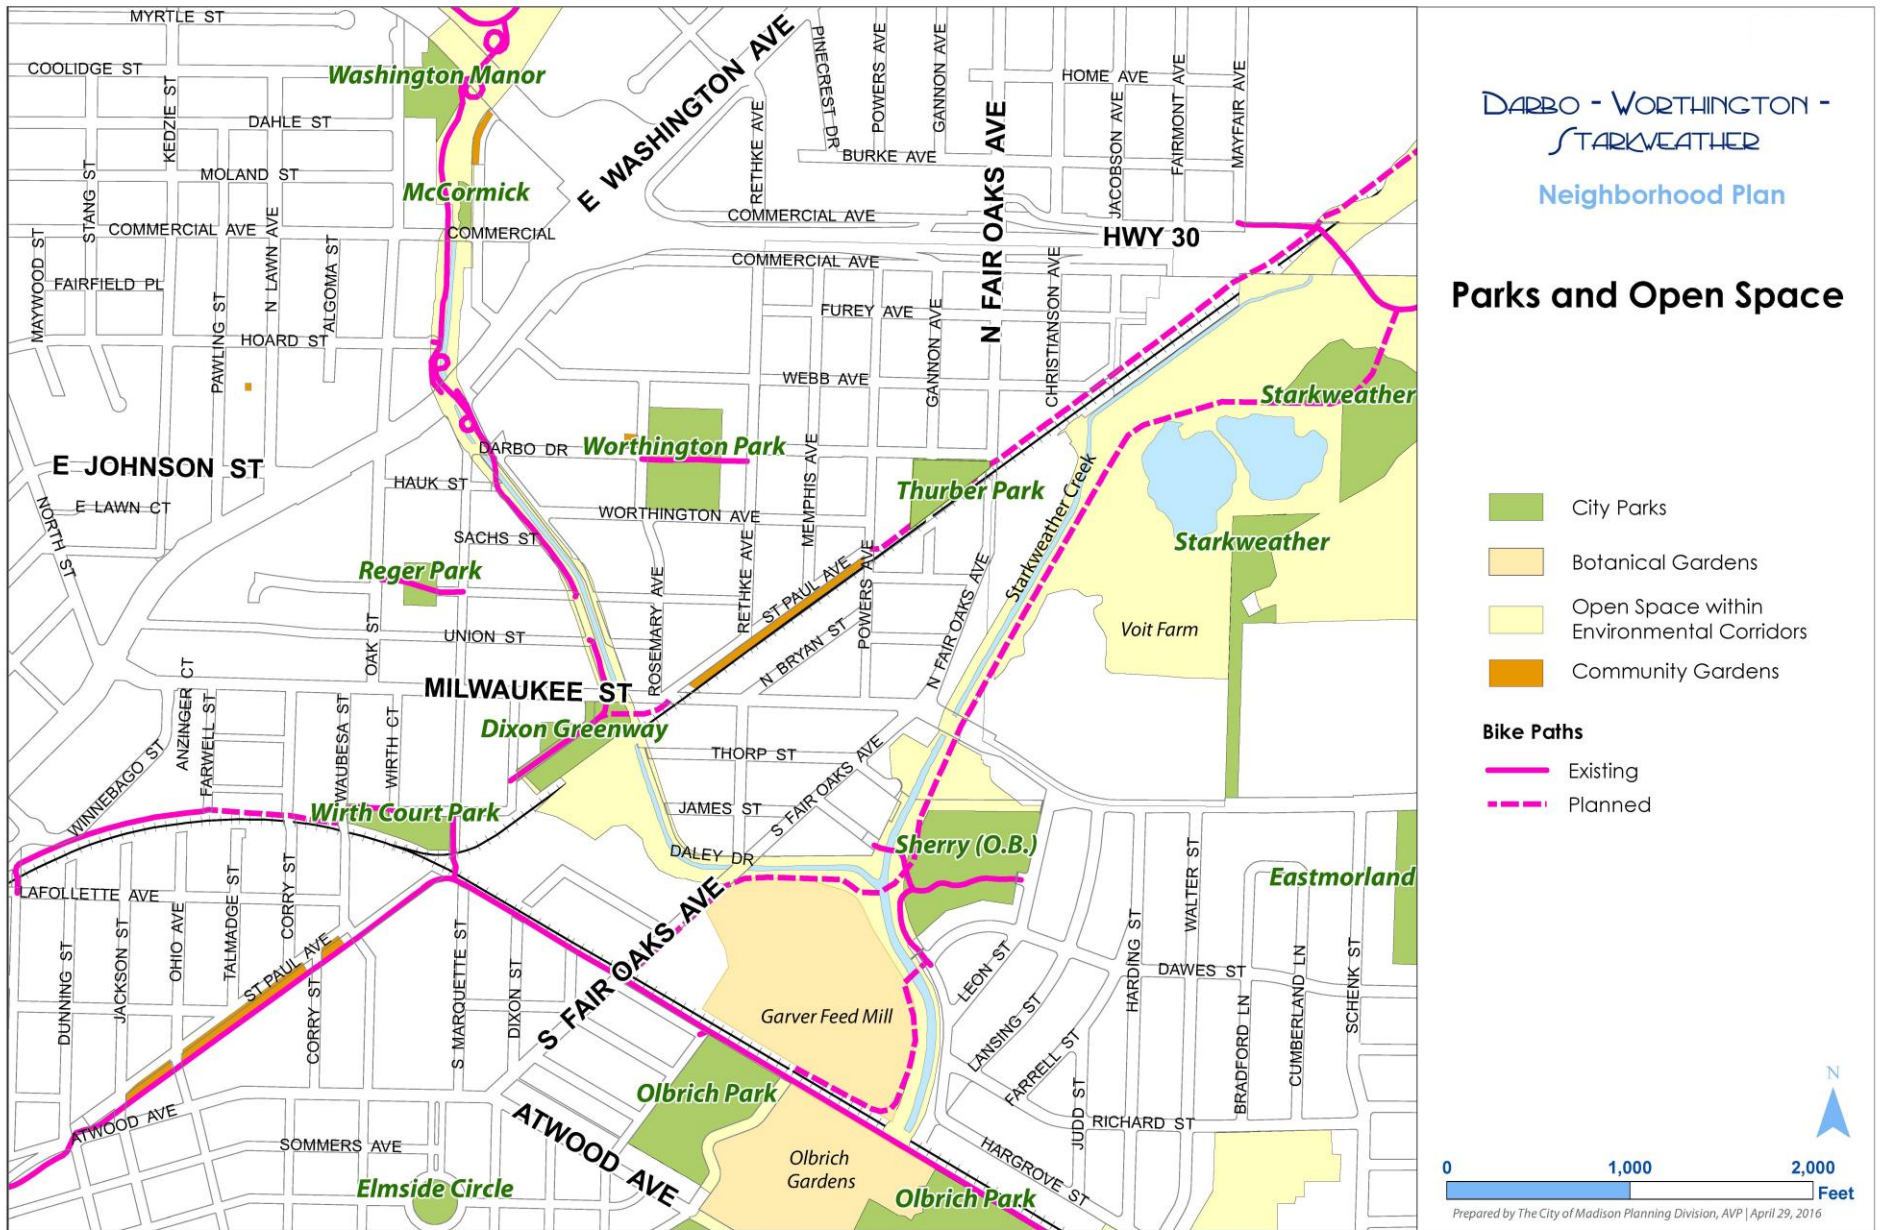 MYRTLE ST
COOLIDGE ST
KEDZIE ST
DAHLE ST
STANG ST
MOLAND ST
COMMERCIAL AVE
MAYWOOD ST
N LAWN AVE
ALGOMA ST
FAIRFIELD PL
PAWLING ST
HOARD ST
Washington Manor
McCormick
COMMERCIAL
E WASHINGTON AVE
PINECREST DR
POWERS AVE
GANNON AVE
RETHKE AVE
BURKE AVE
N FAIR OAKS AVE
HOME AVE
JACOBSON AVE
FAIRMONT AVE
MAYFAIR AVE
COMMERCIAL AVE
HWY 30
COMMERCIAL AVE
FUREY AVE
GANNON AVE
CHRISTIANSON AVE
WEBB AVE
E JOHNSON ST
E LAWN CT
NORTH ST
DARBO DR
Worthington Park
HAUK ST
SACHS ST
WORTHINGTON AVE
MEMPHIS AVE
Thurber Park
Starkweather Creek
Starkweather
Starkweather
Reger Park
OAK ST
UNION ST
ROSEMARY AVE
RETHKE AVE
ST PAUL AVE
POWERS AVE
N BRYAN ST
N FAIR OAKS AVE
Voit Farm
MILWAUKEE ST
Dixon Greenway
ANZINGER CT
FARWELL ST
WAUBESA ST
WIRTH CT
WINNEBAGO ST
THORP ST
JAMES ST
S FAIR OAKS AVE
Wirth Court Park
DALEY DR
Sherry (O.B.)
WALTER ST
Eastmorland
LAFOLLETTE AVE
DUNNING ST
JACKSON ST
OHIO AVE
TALMADGE ST
CORRY ST
ST PAUL AVE
CORRY ST
S MARQUETTE ST
DIXON ST
S FAIR OAKS AVE
Garver Feed Mill
LEON ST
LANSING ST
FARRELL ST
HARDING ST
DAWES ST
BRADFORD LN
CUMBERLAND LN
SCHENK ST
JUDD ST
RICHARD ST
HARGROVE ST
ATWOOD AVE
SOMMERS AVE
Elmside Circle
ATWOOD AVE
Olbrich Park
Olbrich
Gardens
Olbrich Park
DARBO - WORTHINGTON -
STARKWEATHER
Neighborhood Plan
Parks and Open Space
City Parks
Botanical Gardens
Open Space within
Environmental Corridors
Community Gardens
Bike Paths
Existing
Planned
N
0 1,000 2,000
Feet
Prepared by The City of Madison Planning Division, AVP | April 29, 2016